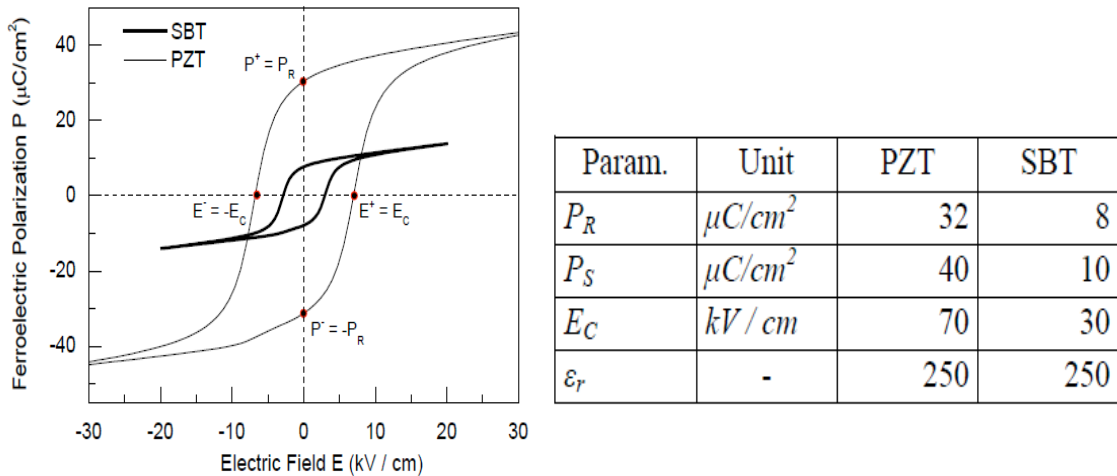 SBT
PZT
P⁺ = P_R
E⁻ = -E_C
E⁺ = E_C
P⁻ = -P_R
40
20
0
-20
-40
-30 -20 -10 0 10 20 30
Ferroelectric Polarization P (μC/cm²)
Electric Field E (kV / cm)
Param. Unit PZT SBT
P_R μC/cm² 32 8
P_S μC/cm² 40 10
E_C kV / cm 70 30
ε_r - 250 250